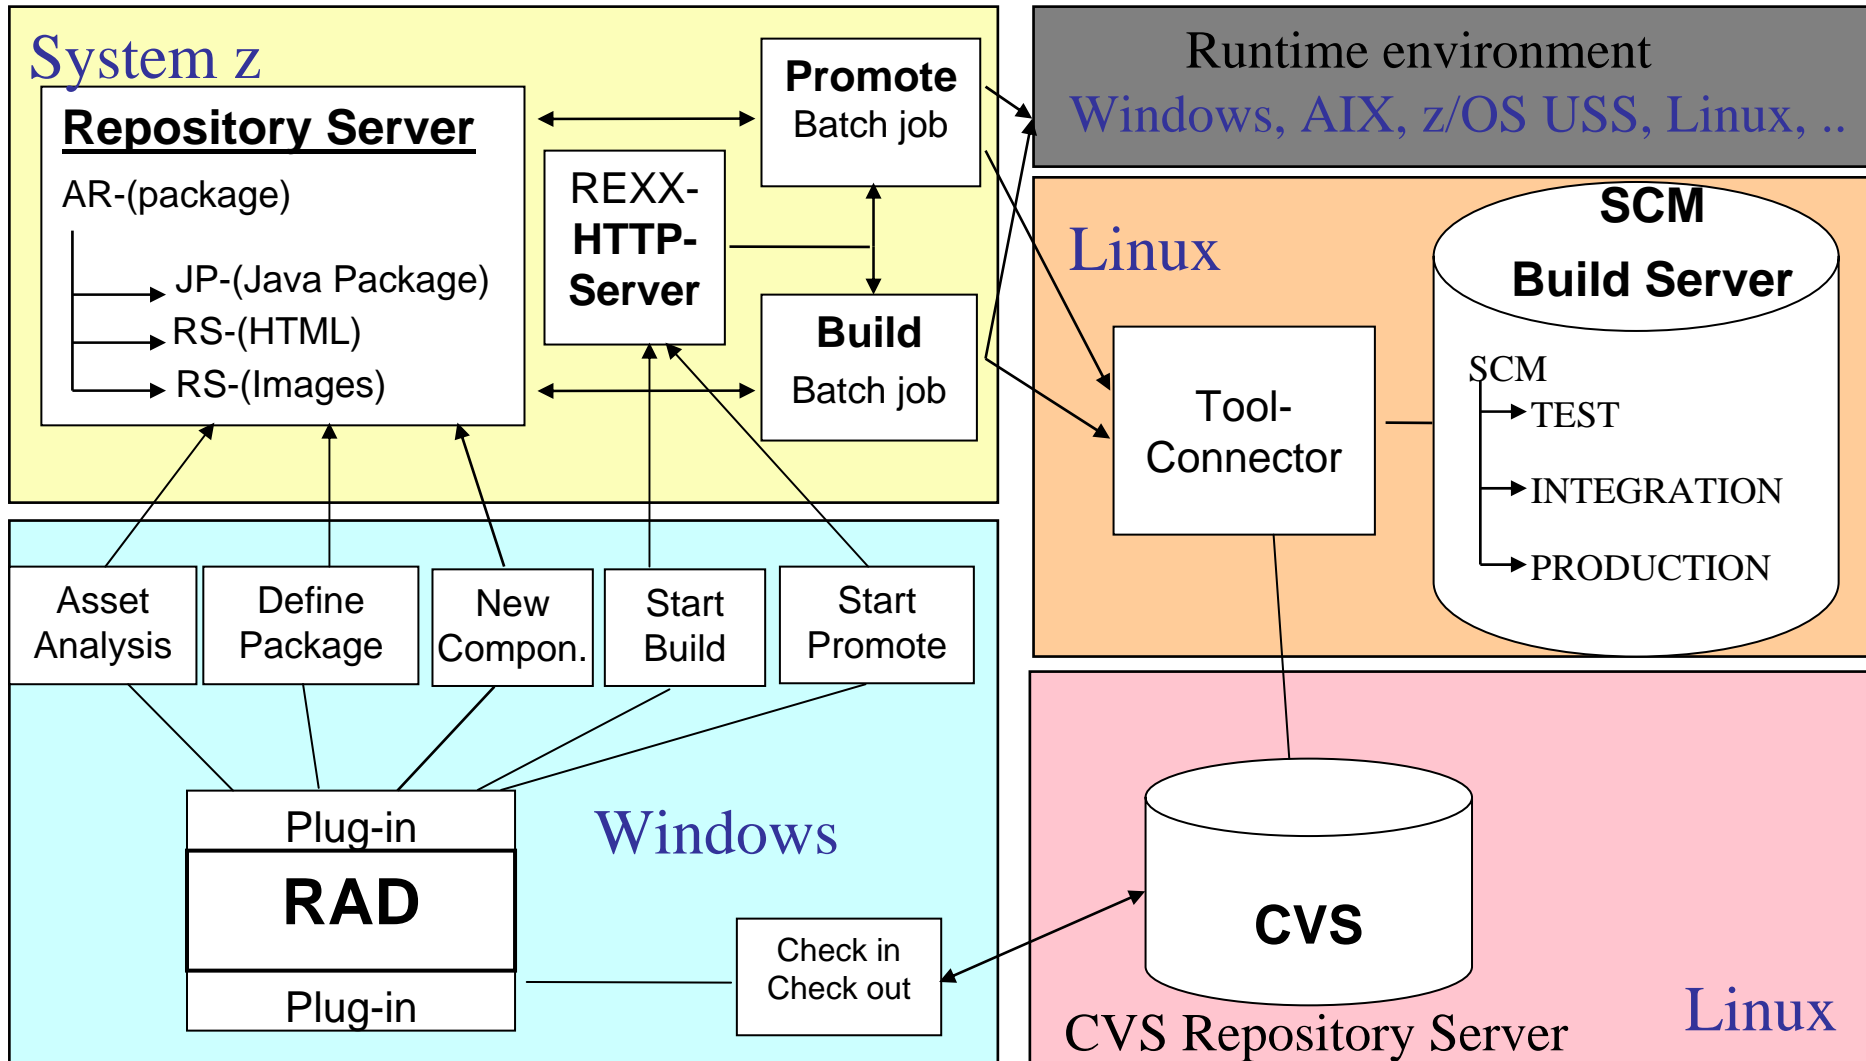 System z
Repository Server
AR-(package)
JP-(Java Package)
RS-(HTML)
RS-(Images)
REXX-
HTTP-
Server
Promote
Batch job
Build
Batch job
Runtime environment
Windows, AIX, z/OS USS, Linux, ..
Linux
Tool-
Connector
SCM
Build Server
SCM
TEST
INTEGRATION
PRODUCTION
Asset
Analysis
Define
Package
New
Compon.
Start
Build
Start
Promote
Plug-in
RAD
Plug-in
Windows
Check in
Check out
CVS
CVS Repository Server
Linux